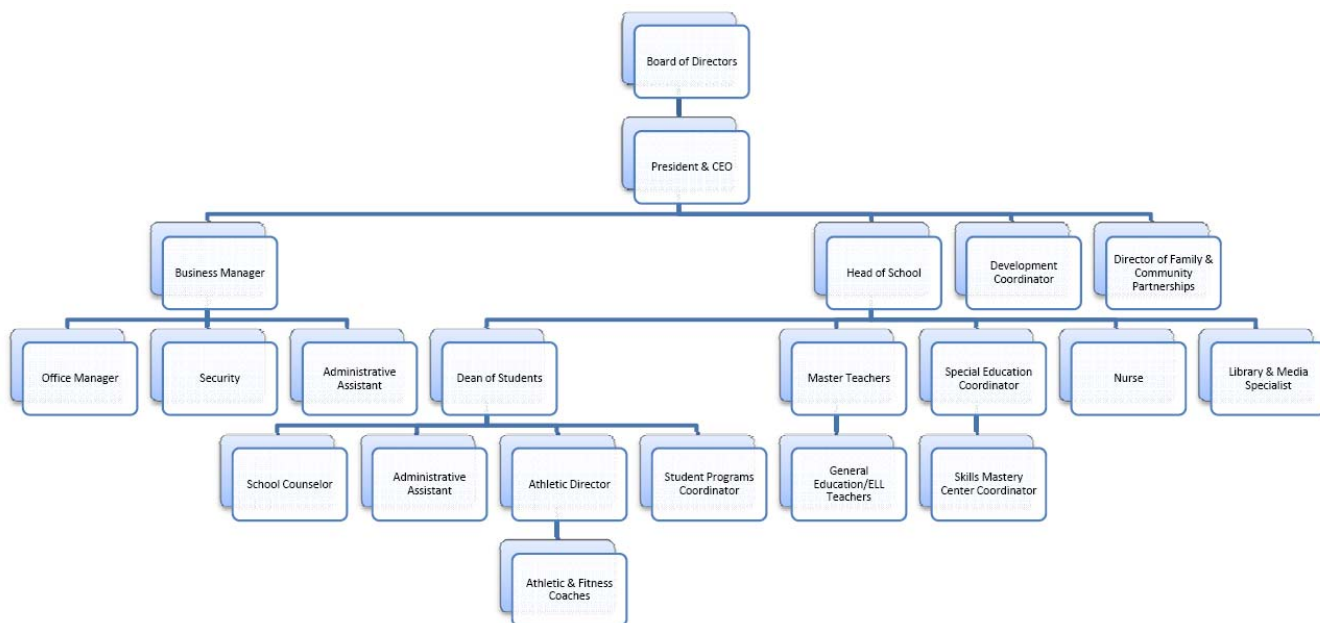 Board of Directors
President & CEO
Business Manager
Head of School
Development
Coordinator
Director of Family &
Community
Partnerships
Office Manager
Security
Administrative
Assistant
Dean of Students
Master Teachers
Special Education
Coordinator
Nurse
Library & Media
Specialist
School Counselor
Administrative
Assistant
Athletic Director
Student Programs
Coordinator
General
Education/ELL
Teachers
Skills Mastery
Center Coordinator
Athletic & Fitness
Coaches